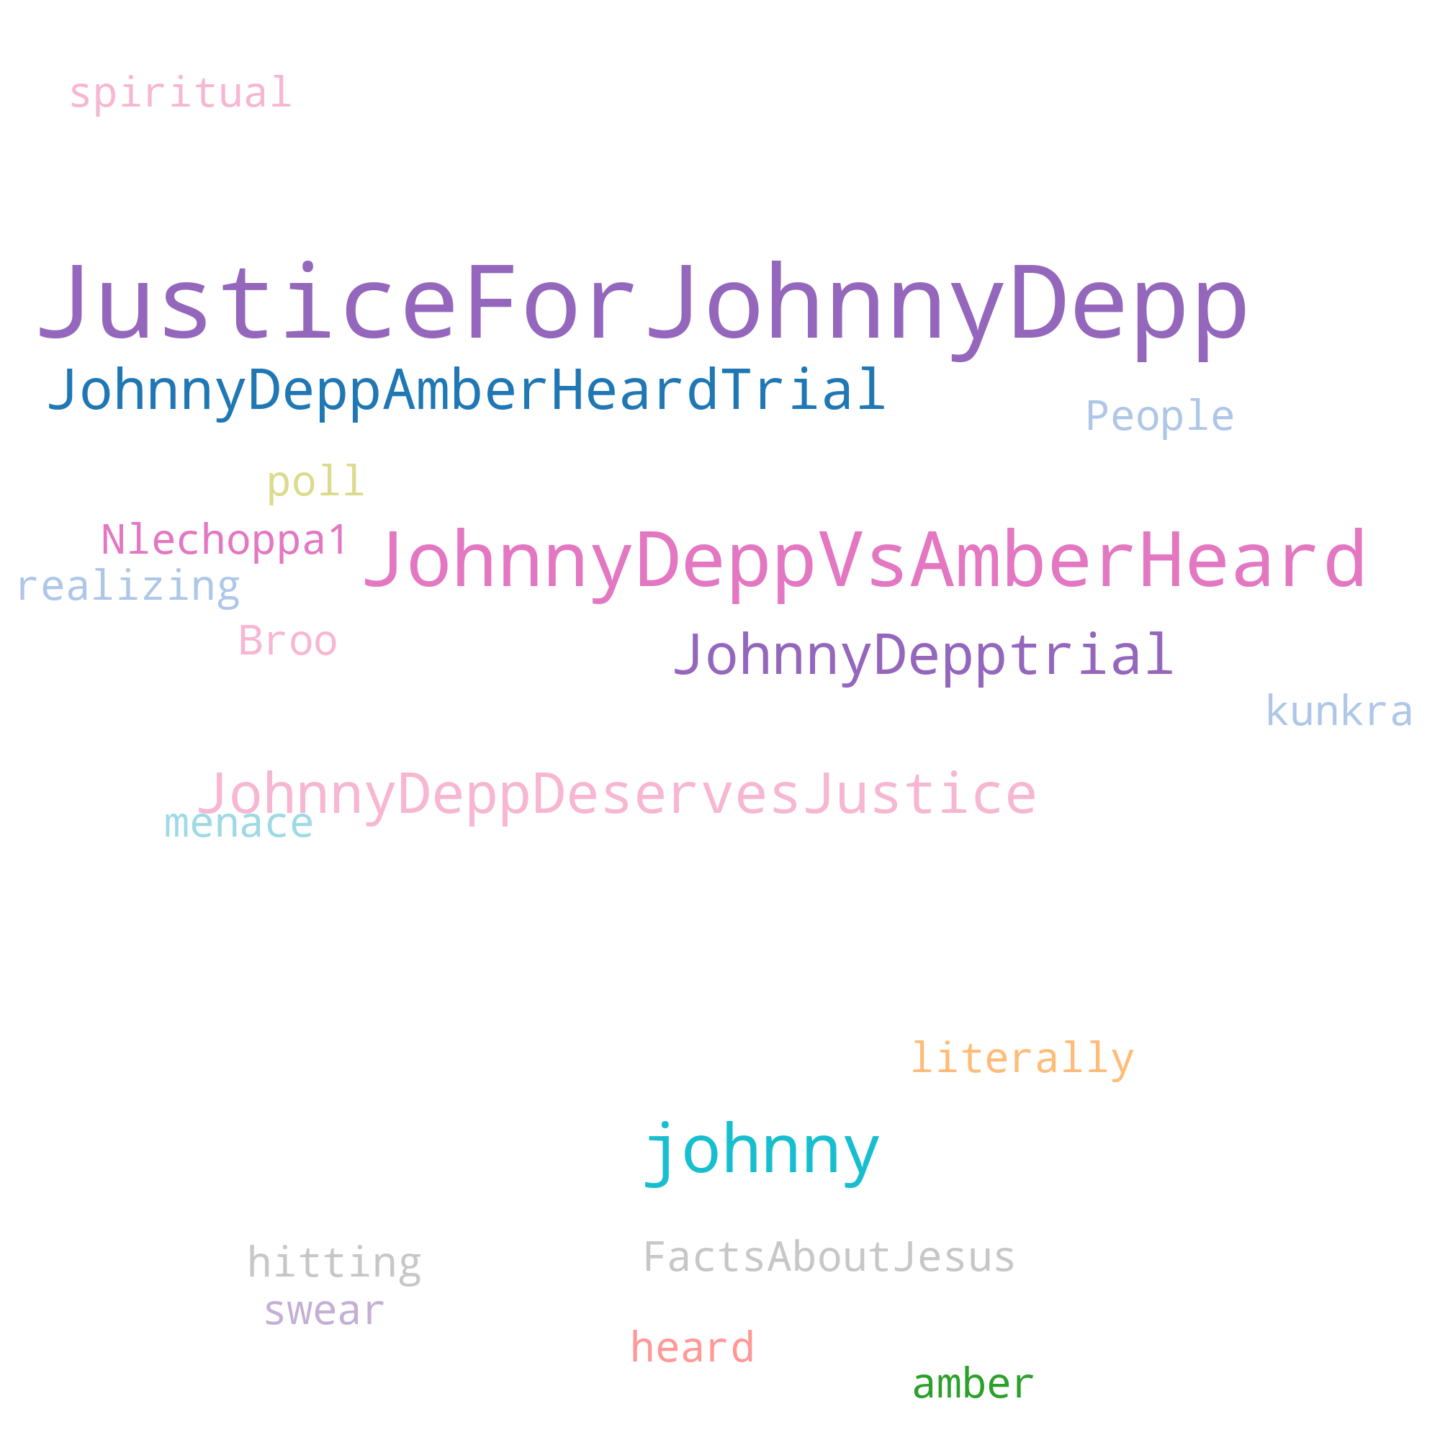 spiritual
JusticeForJohnnyDepp
JohnnyDeppAmberHeardTrial
People
poll
Nlechoppa1
JohnnyDeppVsAmberHeard
realizing
Broo
JohnnyDepptrial
kunkra
JohnnyDeppDeservesJustice
menace
literally
johnny
hitting
FactsAboutJesus
swear
heard
amber